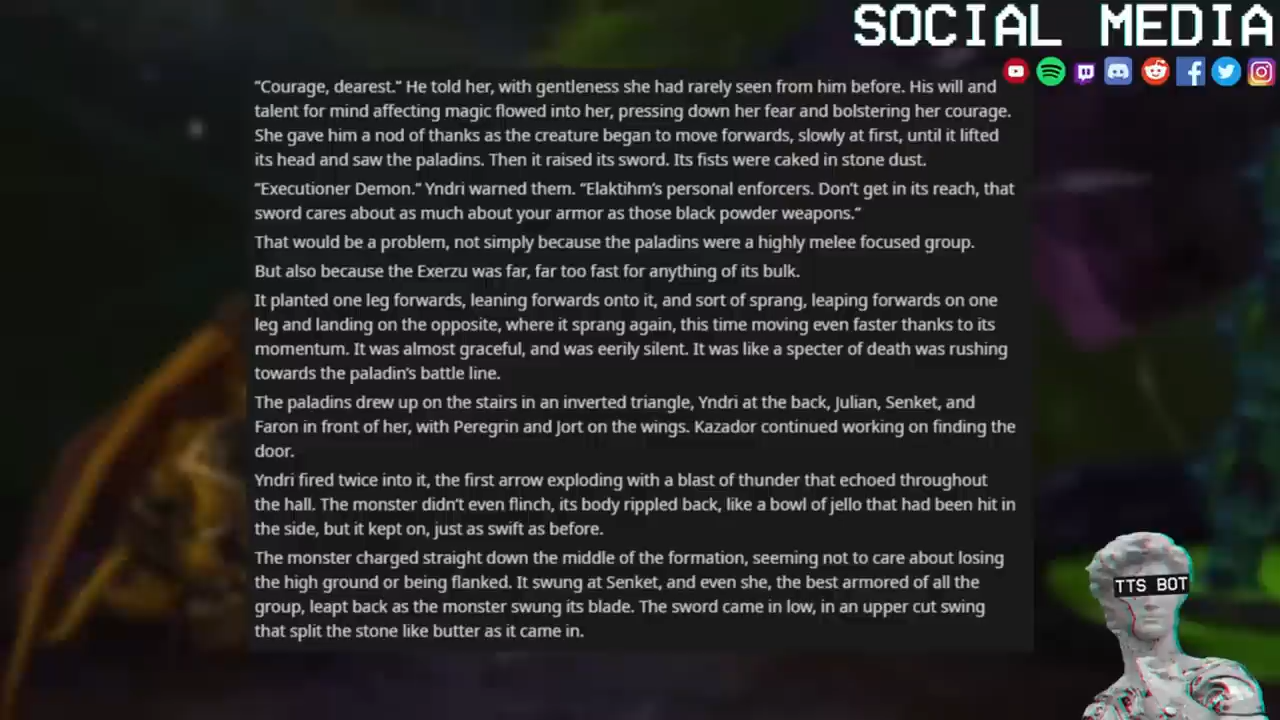 SOCIAL MEDIA
“Courage, dearest.” He told her, with gentleness she had rarely seen from him before. His will and
talent for mind affecting magic flowed into her, pressing down her fear and bolstering her courage.
She gave him a nod of thanks as the creature began to move forwards, slowly at first, until it lifted
its head and saw the paladins. Then it raised its sword. Its fists were caked in stone dust.
“Executioner Demon.” Yndri warned them. “Elaktihm’s personal enforcers. Don’t get in its reach, that
sword cares about as much about your armor as those black powder weapons.”
That would be a problem, not simply because the paladins were a highly melee focused group.
But also because the Exerzu was far, far too fast for anything of its bulk.
It planted one leg forwards, leaning forwards onto it, and sort of sprang, leaping forwards on one
leg and landing on the opposite, where it sprang again, this time moving even faster thanks to its
momentum. It was almost graceful, and was eerily silent. It was like a specter of death was rushing
towards the paladin’s battle line.
The paladins drew up on the stairs in an inverted triangle, Yndri at the back, Julian, Senket, and
Faron in front of her, with Peregrin and Jort on the wings. Kazador continued working on finding the
door.
Yndri fired twice into it, the first arrow exploding with a blast of thunder that echoed throughout
the hall. The monster didn’t even flinch, its body rippled back, like a bowl of jello that had been hit in
the side, but it kept on, just as swift as before.
The monster charged straight down the middle of the formation, seeming not to care about losing
the high ground or being flanked. It swung at Senket, and even she, the best armored of all the
group, leapt back as the monster swung its blade. The sword came in low, in an upper cut swing
that split the stone like butter as it came in.
TTS BOT